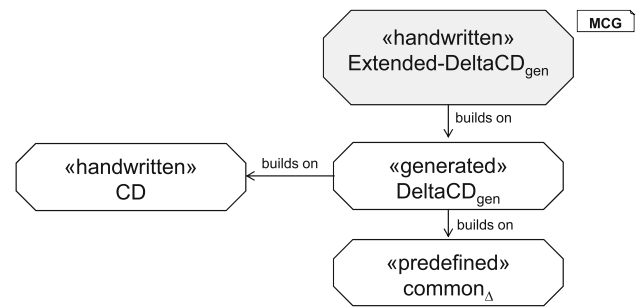 «handwritten»
Extended-DeltaCDgen
MCG
builds on
«handwritten»
CD
builds on
«generated»
DeltaCDgen
builds on
«predefined»
commonΔ